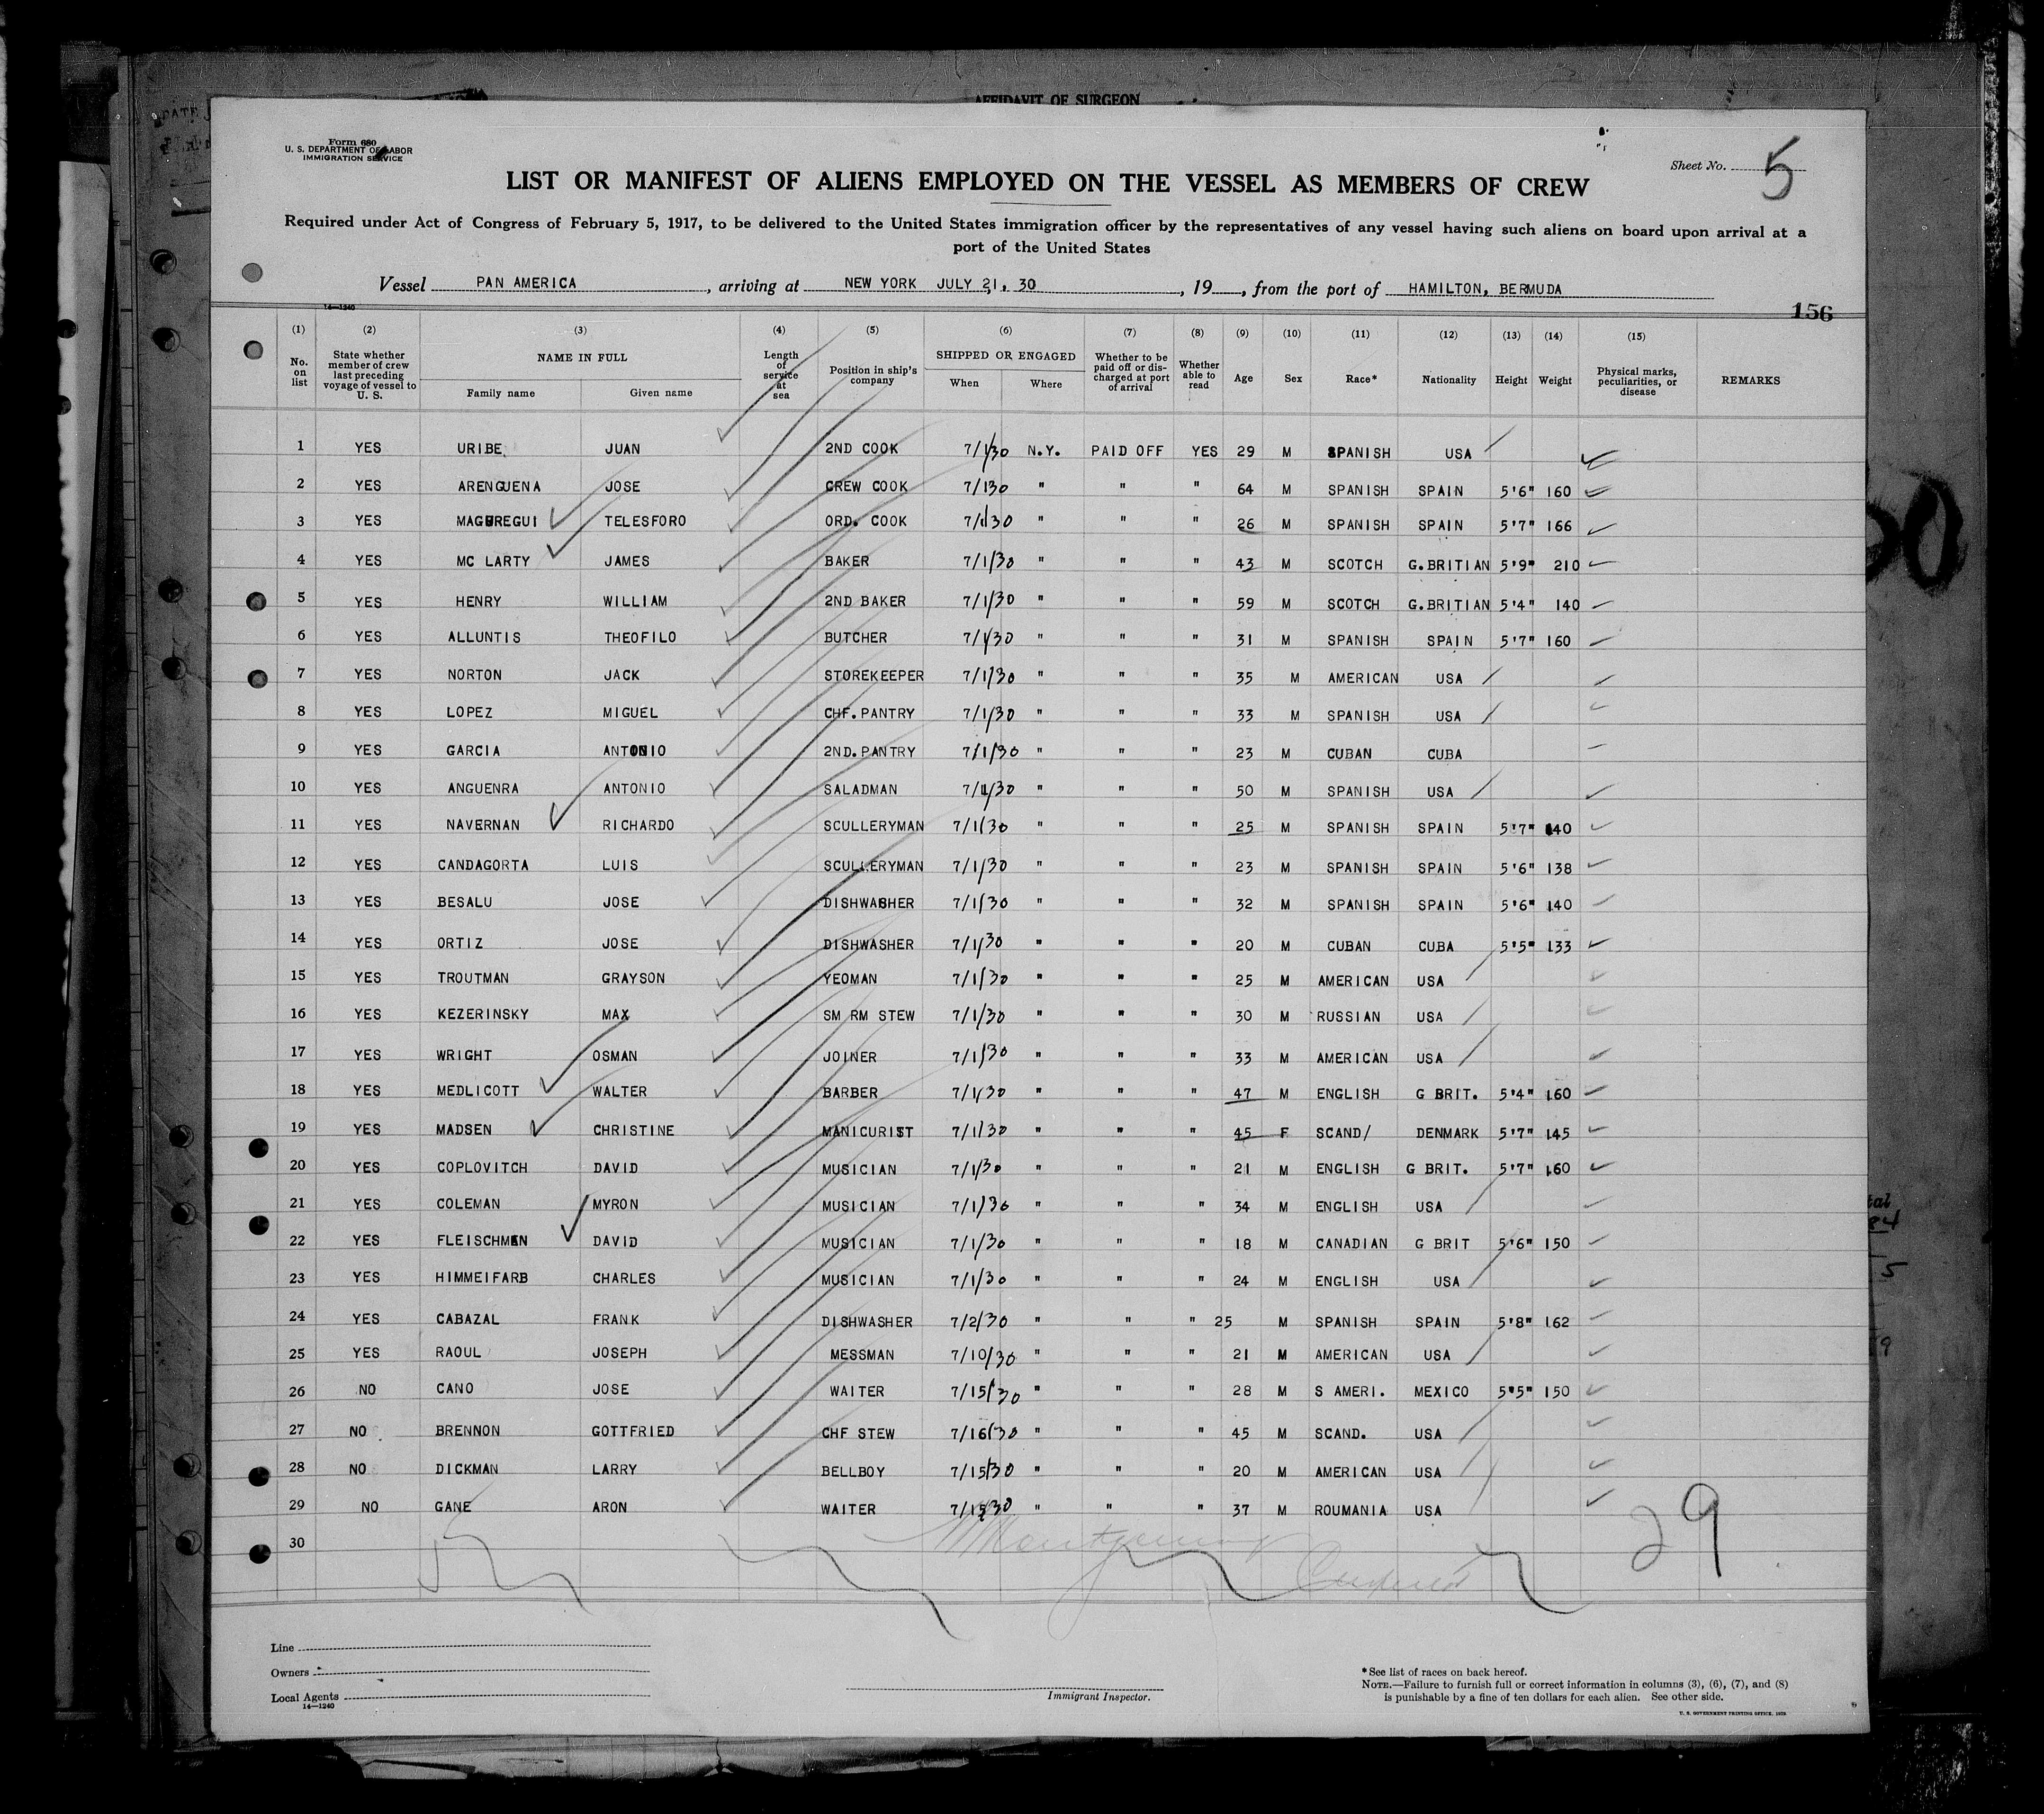 AFFIDAVIT OF SURGEON
Form 680
U. S. DEPARTMENT OF LABOR
IMMIGRATION SERVICE
Sheet No. 5
LIST OR MANIFEST OF ALIENS EMPLOYED ON THE VESSEL AS MEMBERS OF CREW
Required under Act of Congress of February 5, 1917, to be delivered to the United States immigration officer by the representatives of any vessel having such aliens on board upon arrival at a
port of the United States
Vessel PAN AMERICA, arriving at NEW YORK JULY 21, 30, 19, from the port of HAMILTON, BERMUDA
14—1240
156
(1) (2) (3) (4) (5) (6) (7) (8) (9) (10) (11) (12) (13) (14) (15)
No. on list State whether member of crew last preceding voyage of vessel to U. S. NAME IN FULL Family name Given name Length of service at sea Position in ship's company SHIPPED OR ENGAGED When Where Whether to be paid off or discharged at port of arrival Whether able to read Age Sex Race* Nationality Height Weight Physical marks, peculiarities, or disease REMARKS
1 YES URIBE JUAN 2ND COOK 7/1/30 N.Y. PAID OFF YES 29 M SPANISH USA
2 YES ARENGUENA JOSE CREW COOK 7/130 " " " 64 M SPANISH SPAIN 5'6" 160
3 YES MAGUREGUI TELESFORO ORD. COOK 7/1/30 " " " 26 M SPANISH SPAIN 5'7" 166
4 YES MC LARTY JAMES BAKER 7/1/30 " " " 43 M SCOTCH G.BRITIAN 5'9" 210
5 YES HENRY WILLIAM 2ND BAKER 7/1/30 " " " 59 M SCOTCH G.BRITIAN 5'4" 140
6 YES ALLUNTIS THEOFILO BUTCHER 7/1/30 " " " 31 M SPANISH SPAIN 5'7" 160
7 YES NORTON JACK STOREKEEPER 7/1/30 " " " 35 M AMERICAN USA
8 YES LOPEZ MIGUEL CHF.PANTRY 7/1/30 " " " 33 M SPANISH USA
9 YES GARCIA ANTONIO 2ND.PANTRY 7/1/30 " " " 23 M CUBAN CUBA
10 YES ANGUENRA ANTONIO SALADMAN 7/1/30 " " " 50 M SPANISH USA
11 YES NAVERNAN RICHARDO SCULLERYMAN 7/1/30 " " " 25 M SPANISH SPAIN 5'7" 140
12 YES CANDAGORTA LUIS SCULLERYMAN 7/1/30 " " " 23 M SPANISH SPAIN 5'6" 138
13 YES BESALU JOSE DISHWASHER 7/1/30 " " " 32 M SPANISH SPAIN 5'6" 140
14 YES ORTIZ JOSE DISHWASHER 7/1/30 " " " 20 M CUBAN CUBA 5'5" 133
15 YES TROUTMAN GRAYSON YEOMAN 7/1/30 " " " 25 M AMERICAN USA
16 YES KEZERINSKY MAX SM RM STEW 7/1/30 " " " 30 M RUSSIAN USA
17 YES WRIGHT OSMAN JOINER 7/1/30 " " " 33 M AMERICAN USA
18 YES MEDLICOTT WALTER BARBER 7/1/30 " " " 47 M ENGLISH G BRIT. 5'4" 160
19 YES MADSEN CHRISTINE MANICURIST 7/1/30 " " " 45 F SCAND/ DENMARK 5'7" 145
20 YES COPLOVITCH DAVID MUSICIAN 7/1/30 " " " 21 M ENGLISH G BRIT. 5'7" 160
21 YES COLEMAN MYRON MUSICIAN 7/1/30 " " " 34 M ENGLISH USA
22 YES FLEISCHMEN DAVID MUSICIAN 7/1/30 " " " 18 M CANADIAN G BRIT 5'6" 150
23 YES HIMMEIFARB CHARLES MUSICIAN 7/1/30 " " " 24 M ENGLISH USA
24 YES CABAZAL FRANK DISHWASHER 7/2/30 " " " 25 M SPANISH SPAIN 5'8" 162
25 YES RAOUL JOSEPH MESSMAN 7/10/30 " " " 21 M AMERICAN USA
26 NO CANO JOSE WAITER 7/15/30 " " " 28 M S AMERI. MEXICO 5'5" 150
27 NO BRENNON GOTTFRIED CHF STEW 7/16/30 " " " 45 M SCAND. USA
28 NO DICKMAN LARRY BELLBOY 7/15/30 " " " 20 M AMERICAN USA
29 NO GANE ARON WAITER 7/15/30 " " " 37 M ROUMANIA USA
30
29
Montgomery
Line
Owners
Local Agents
14—1240
Immigrant Inspector.
*See list of races on back hereof.
NOTE.—Failure to furnish full or correct information in columns (3), (6), (7), and (8)
is punishable by a fine of ten dollars for each alien. See other side.